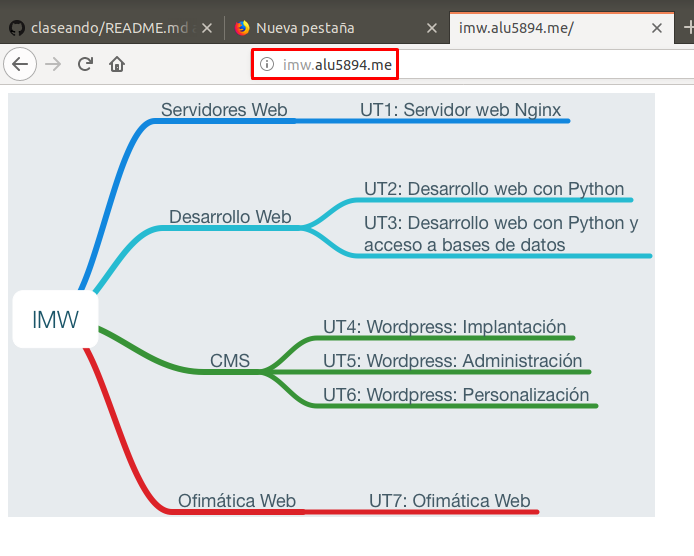 claseando/README.md
Nueva pestaña
imw.alu5894.me/
imw.alu5894.me
Servidores Web
UT1: Servidor web Nginx
Desarrollo Web
UT2: Desarrollo web con Python
UT3: Desarrollo web con Python y
acceso a bases de datos
IMW
CMS
UT4: Wordpress: Implantación
UT5: Wordpress: Administración
UT6: Wordpress: Personalización
Ofimática Web
UT7: Ofimática Web